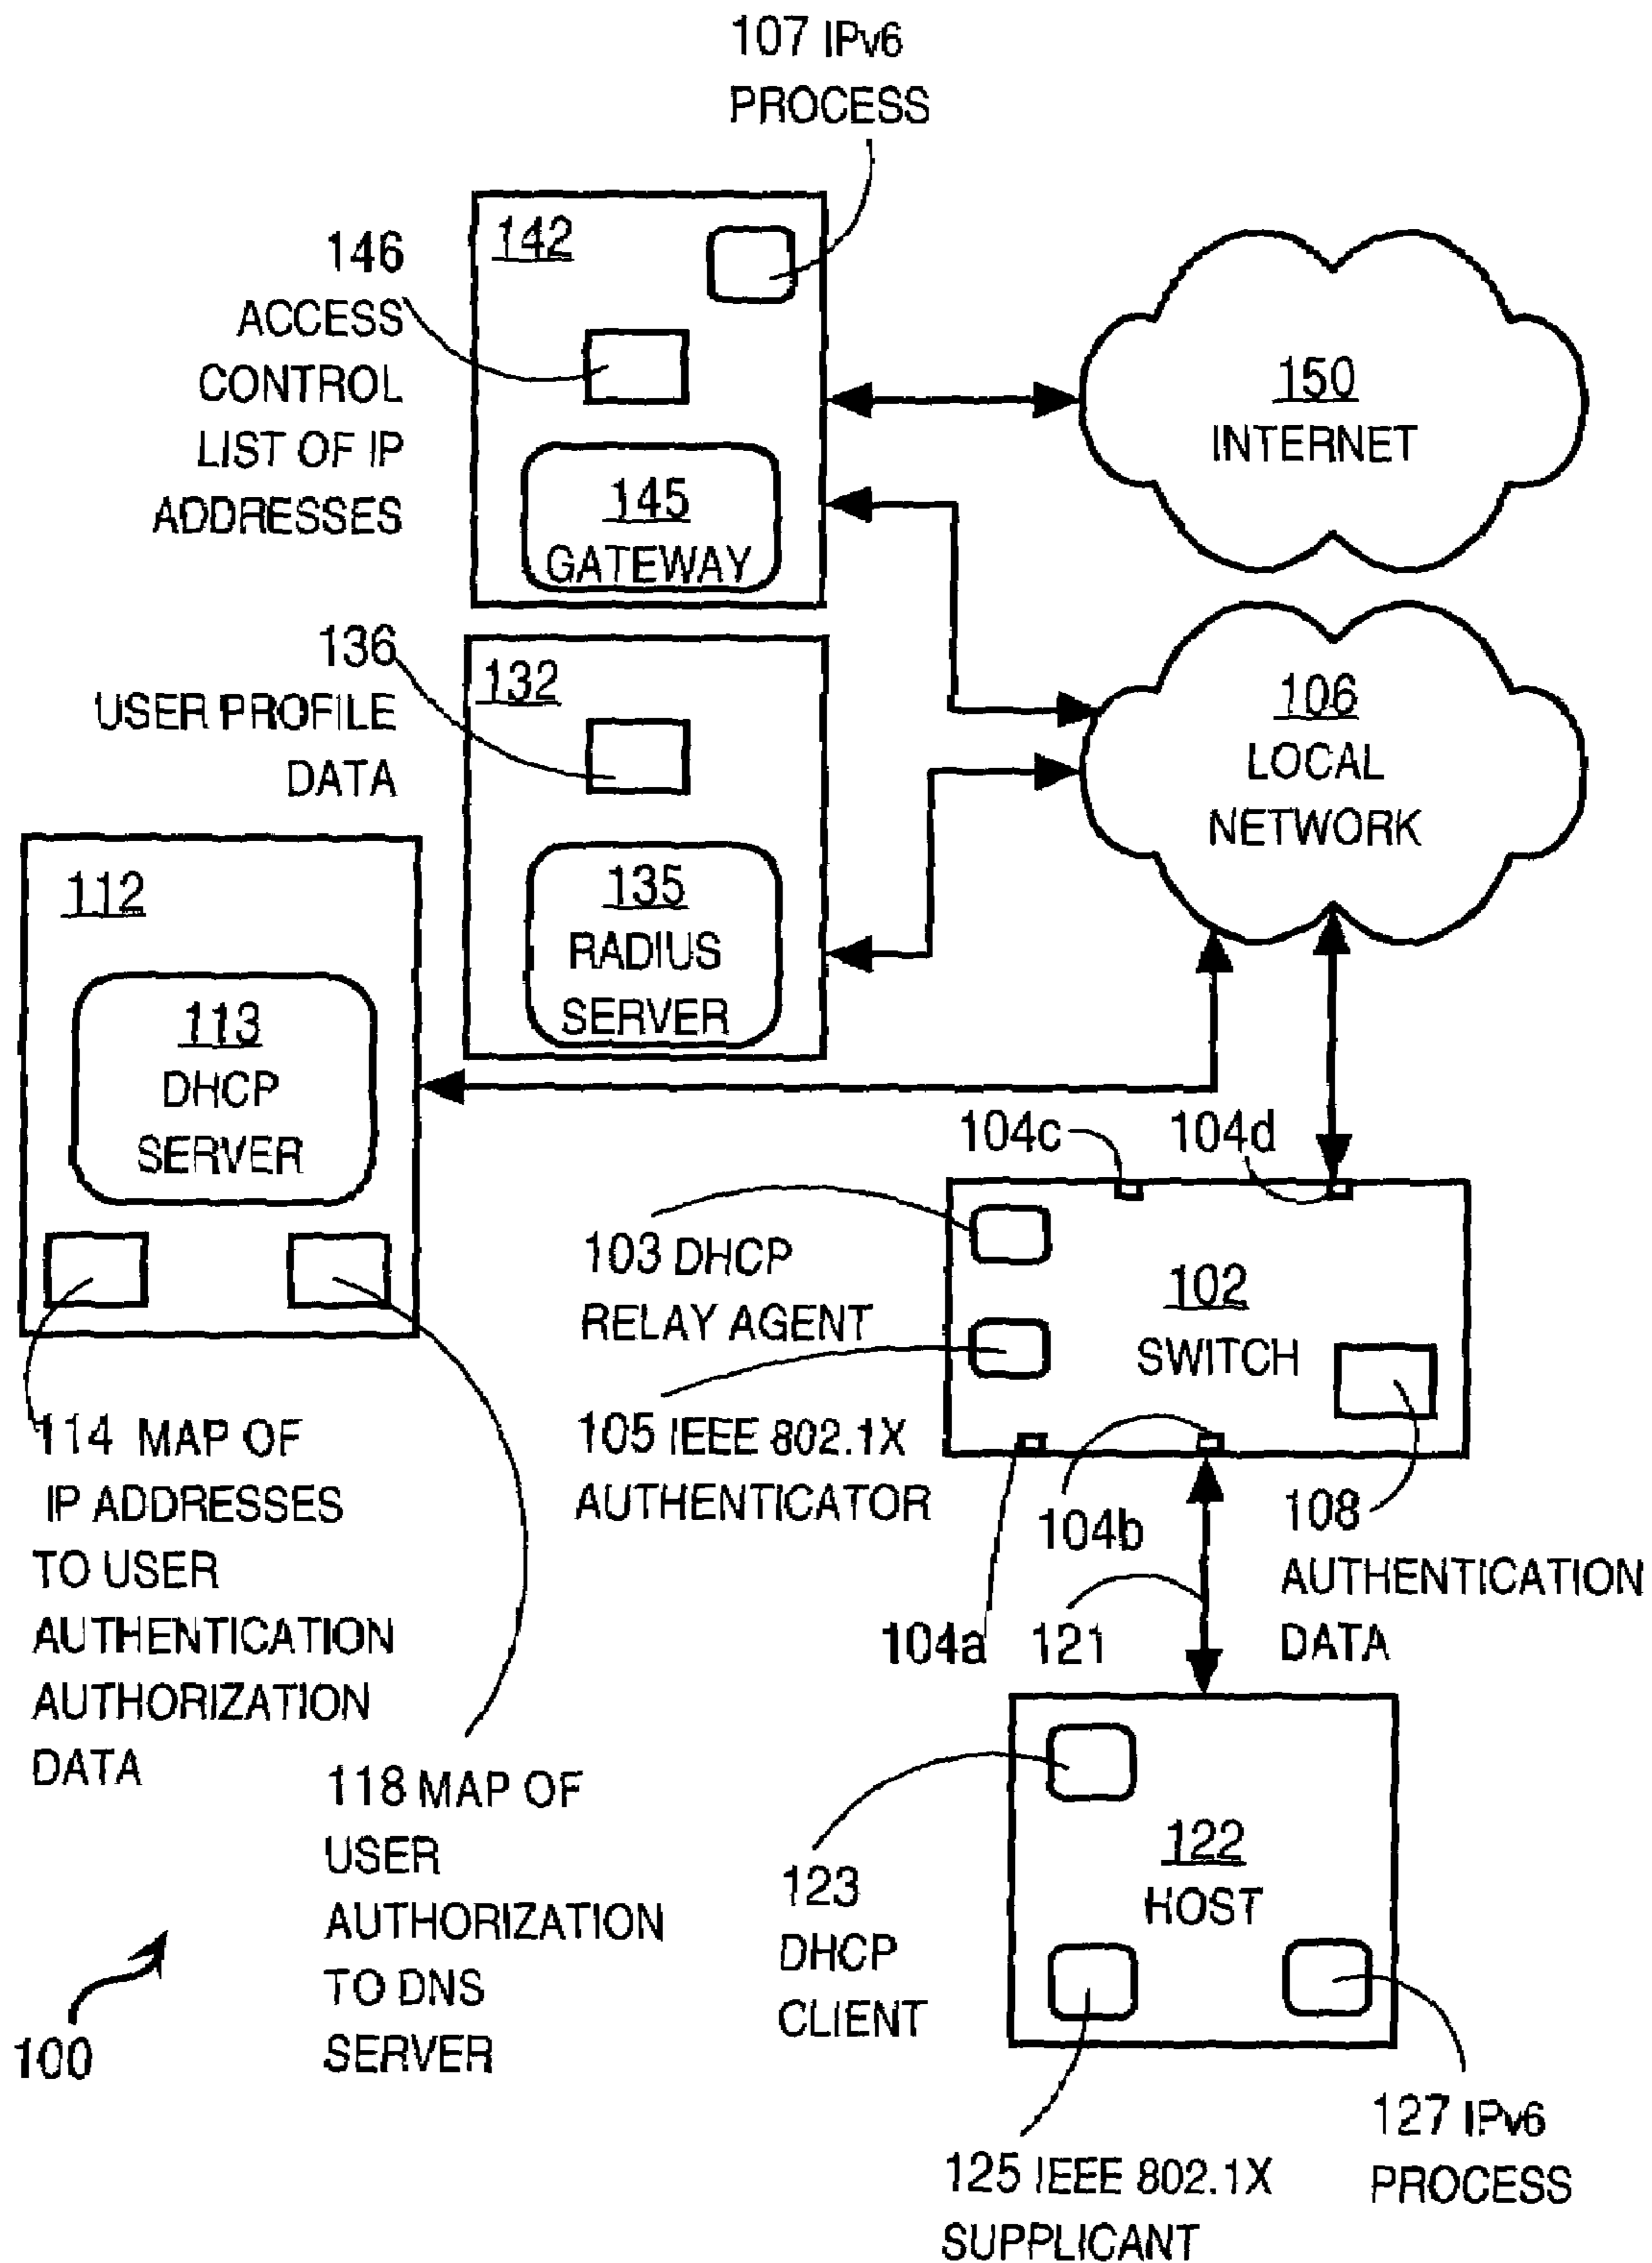 107 IPv6
PROCESS
142
146
ACCESS
CONTROL
LIST OF IP
ADDRESSES
145
GATEWAY
150
INTERNET
136
USER PROFILE
DATA
132
135
RADIUS
SERVER
106
LOCAL
NETWORK
112
113
DHCP
SERVER
104c
104d
103 DHCP
RELAY AGENT
102
SWITCH
105 IEEE 802.1X
AUTHENTICATOR
104b
108
AUTHENTICATION
DATA
104a
121
114 MAP OF
IP ADDRESSES
TO USER
AUTHENTICATION
AUTHORIZATION
DATA
118 MAP OF
USER
AUTHORIZATION
TO DNS
SERVER
122
HOST
123
DHCP
CLIENT
100
127 IPv6
PROCESS
125 IEEE 802.1X
SUPPLICANT